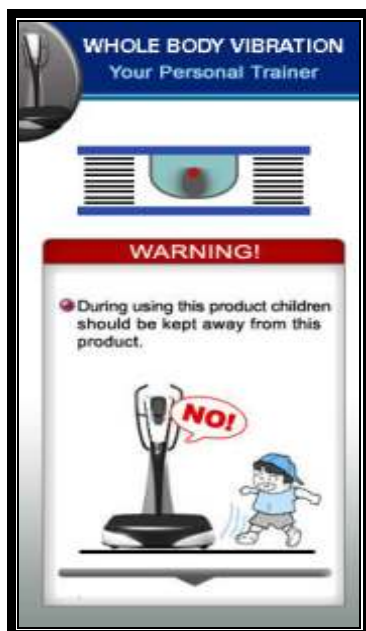 WHOLE BODY VIBRATION
Your Personal Trainer
WARNING!
During using this product children
should be kept away from this
product.
NO!